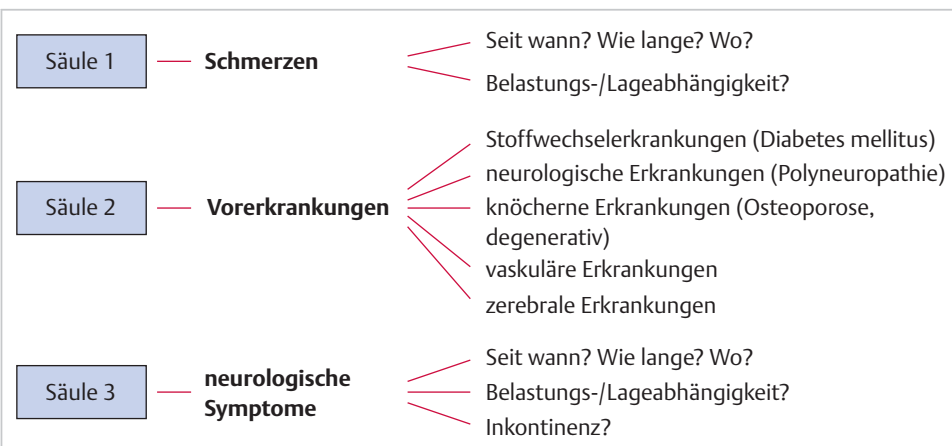 Säule 1
Schmerzen
Seit wann? Wie lange? Wo?
Belastungs-/Lageabhängigkeit?
Säule 2
Vorerkrankungen
Stoffwechselerkrankungen (Diabetes mellitus)
neurologische Erkrankungen (Polyneuropathie)
knöcherne Erkrankungen (Osteoporose,
degenerativ)
vaskuläre Erkrankungen
zerebrale Erkrankungen
Säule 3
neurologische
Symptome
Seit wann? Wie lange? Wo?
Belastungs-/Lageabhängigkeit?
Inkontinenz?